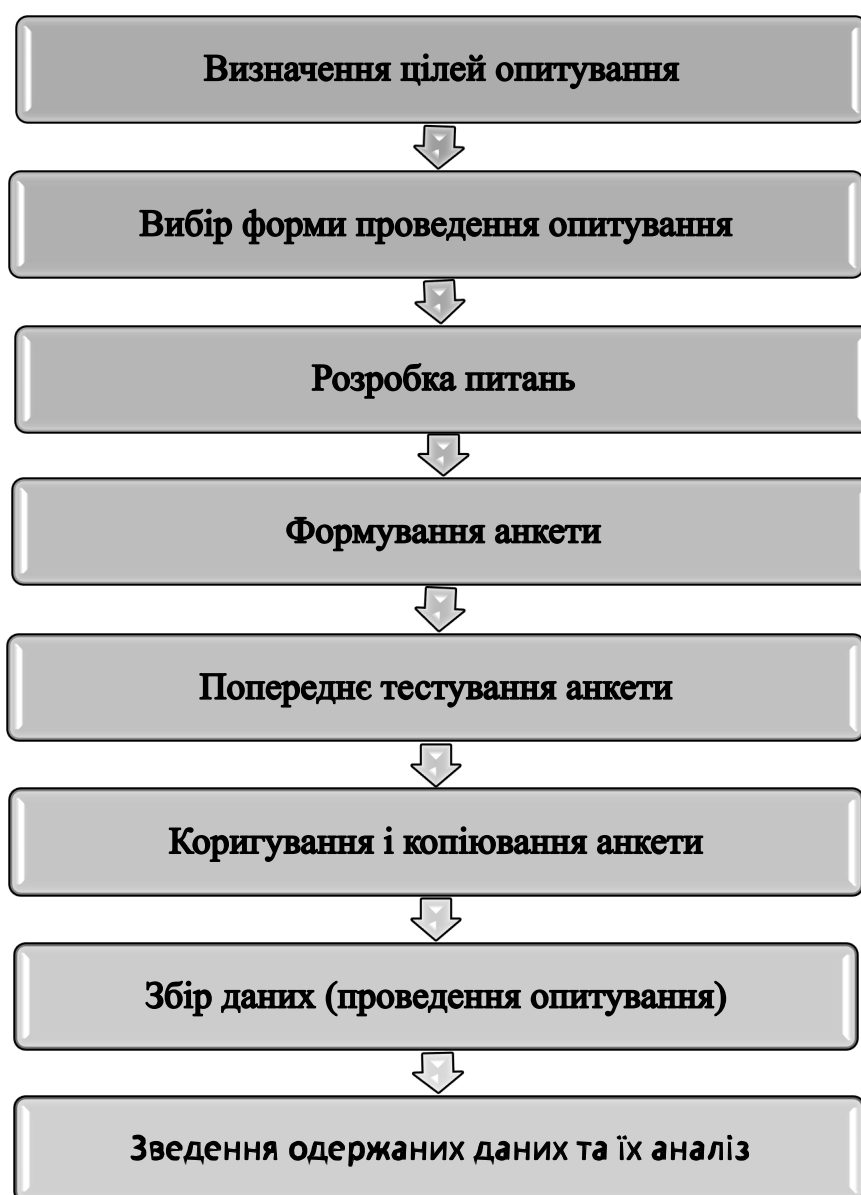 Визначення цілей опитування
Вибір форми проведення опитування
Розробка питань
Формування анкети
Попереднє тестування анкети
Коригування і копіювання анкети
Збір даних (проведення опитування)
Зведення одержаних даних та їх аналіз